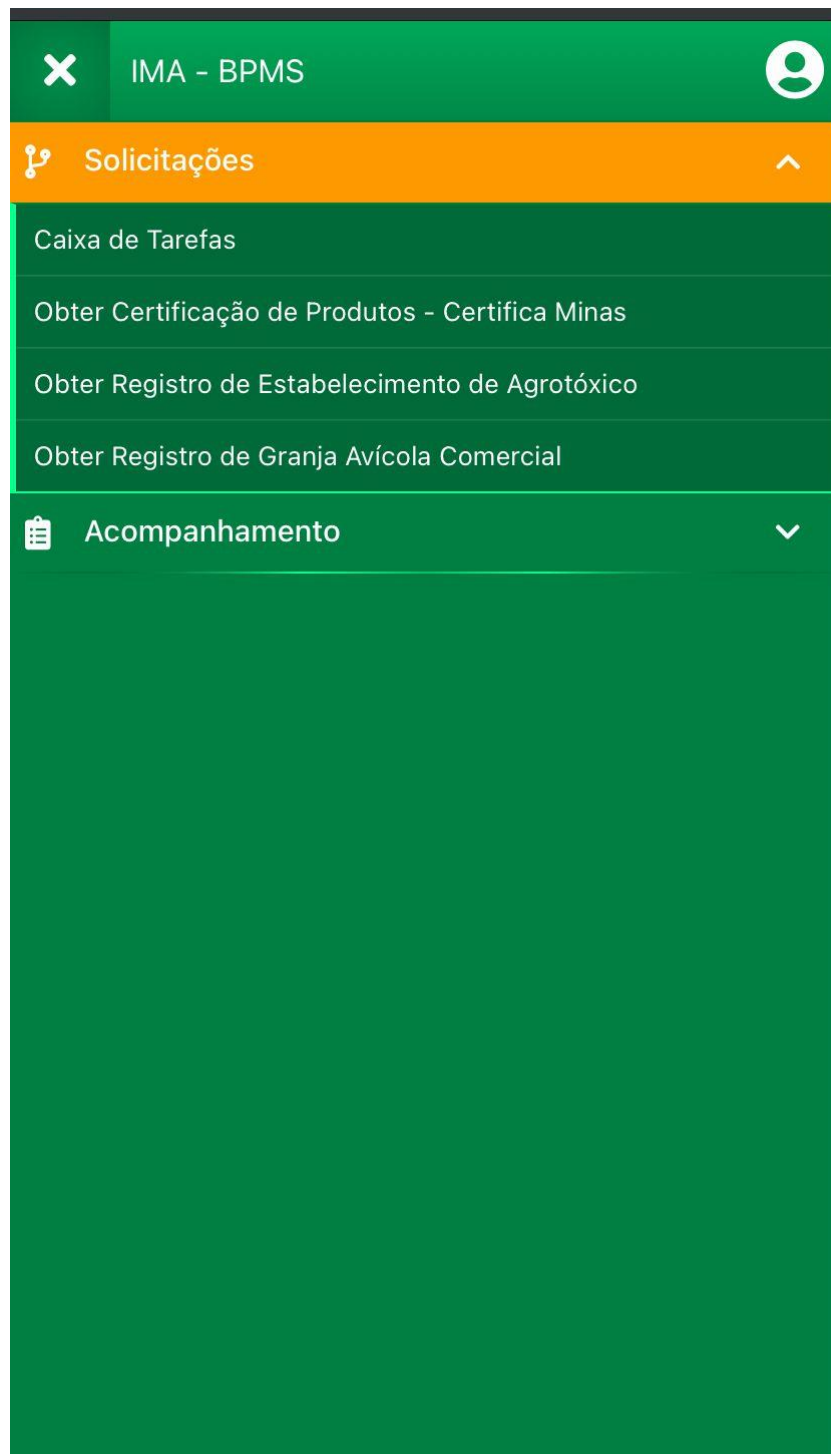 IMA - BPMS
Solicitações
Caixa de Tarefas
Obter Certificação de Produtos - Certifica Minas
Obter Registro de Estabelecimento de Agrotóxico
Obter Registro de Granja Avícola Comercial
Acompanhamento